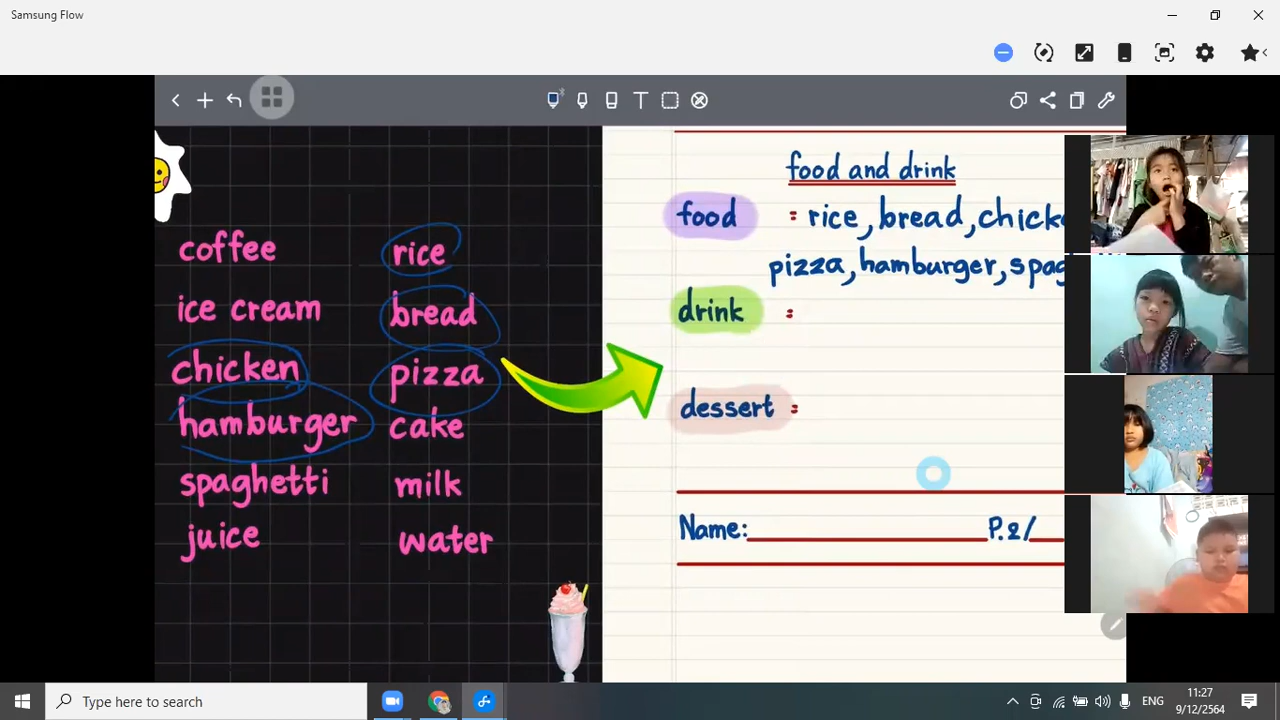 Samsung Flow
food and drink
food : rice, bread, chick
pizza, hamburger, spag
drink :
dessert :
Name: P.2/
coffee rice
ice cream bread
chicken pizza
hamburger cake
spaghetti milk
juice water
Type here to search
ENG
11:27
9/12/2564